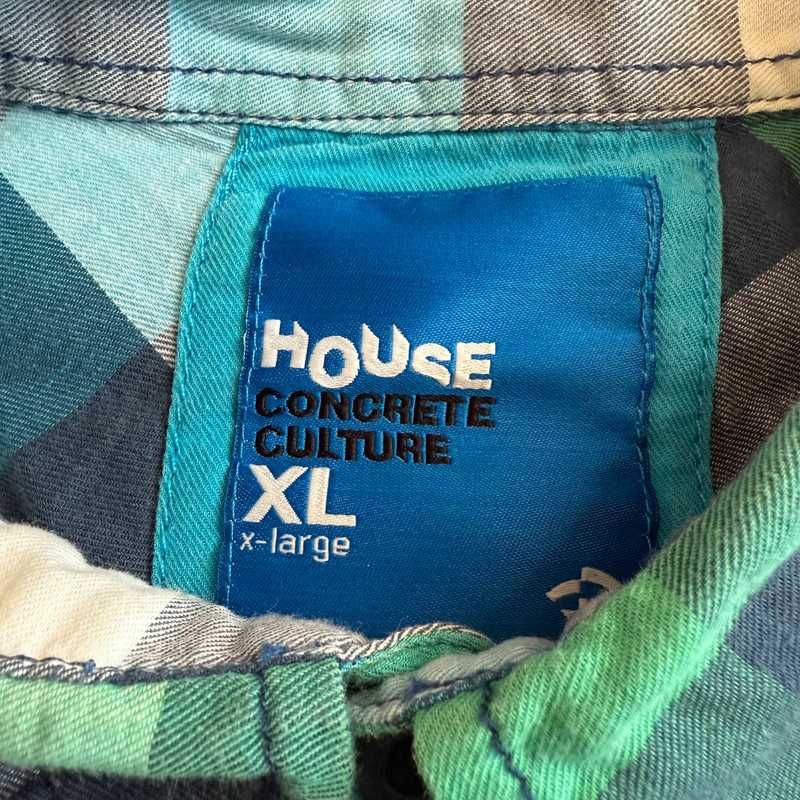 HOUSE
CONCRETE
CULTURE
XL
x-large